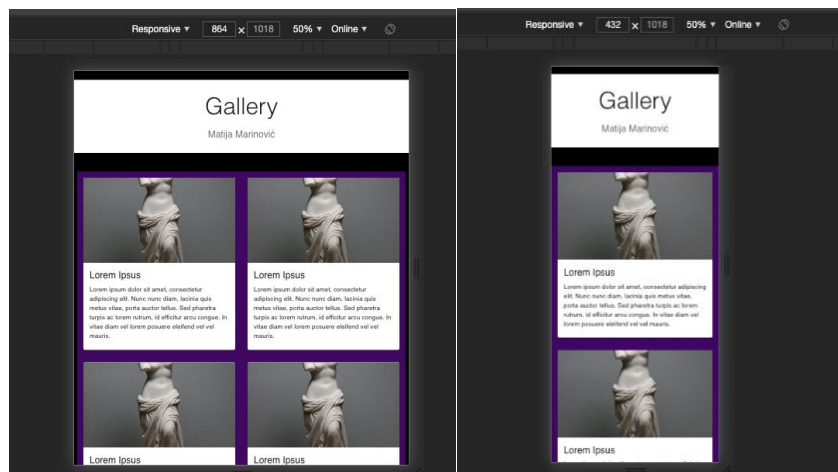 Responsive ▼ 864 x 1018 50% ▼ Online ▼
Gallery
Matija Marinović
Lorem Ipsus
Lorem ipsum dolor sit amet, consectetur
adipiscing elit. Nunc nunc diam, lacinia quis
metus vitae, porta auctor tellus. Sed pharetra
turpis ac lorem rutrum, id efficitur arcu congue. In
vitae diam vel lorem posuere eleifend vel vel
mauris.
Lorem Ipsus
Lorem ipsum dolor sit amet, consectetur
adipiscing elit. Nunc nunc diam, lacinia quis
metus vitae, porta auctor tellus. Sed pharetra
turpis ac lorem rutrum, id efficitur arcu congue. In
vitae diam vel lorem posuere eleifend vel vel
mauris.
Lorem Ipsus
Lorem Ipsus
Responsive ▼ 432 x 1018 50% ▼ Online ▼
Gallery
Matija Marinović
Lorem Ipsus
Lorem ipsum dolor sit amet, consectetur adipiscing
elit. Nunc nunc diam, lacinia quis metus vitae,
porta auctor tellus. Sed pharetra turpis ac lorem
rutrum, id efficitur arcu congue. In vitae diam vel
lorem posuere eleifend vel vel mauris.
Lorem Ipsus